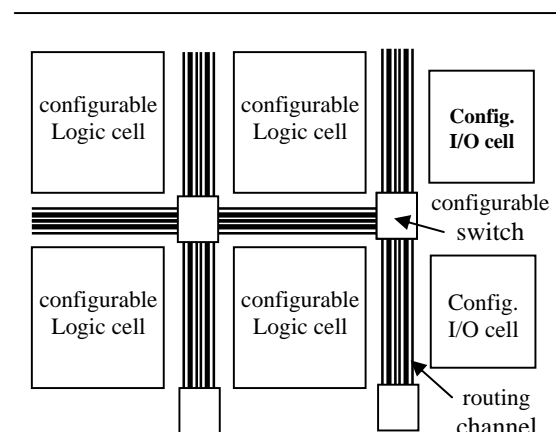 configurable
Logic cell
configurable
Logic cell
Config.
I/O cell
configurable
switch
configurable
Logic cell
configurable
Logic cell
Config.
I/O cell
routing
channel